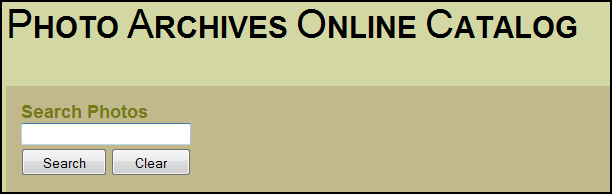 PHOTO ARCHIVES ONLINE CATALOG
Search Photos
Search Clear